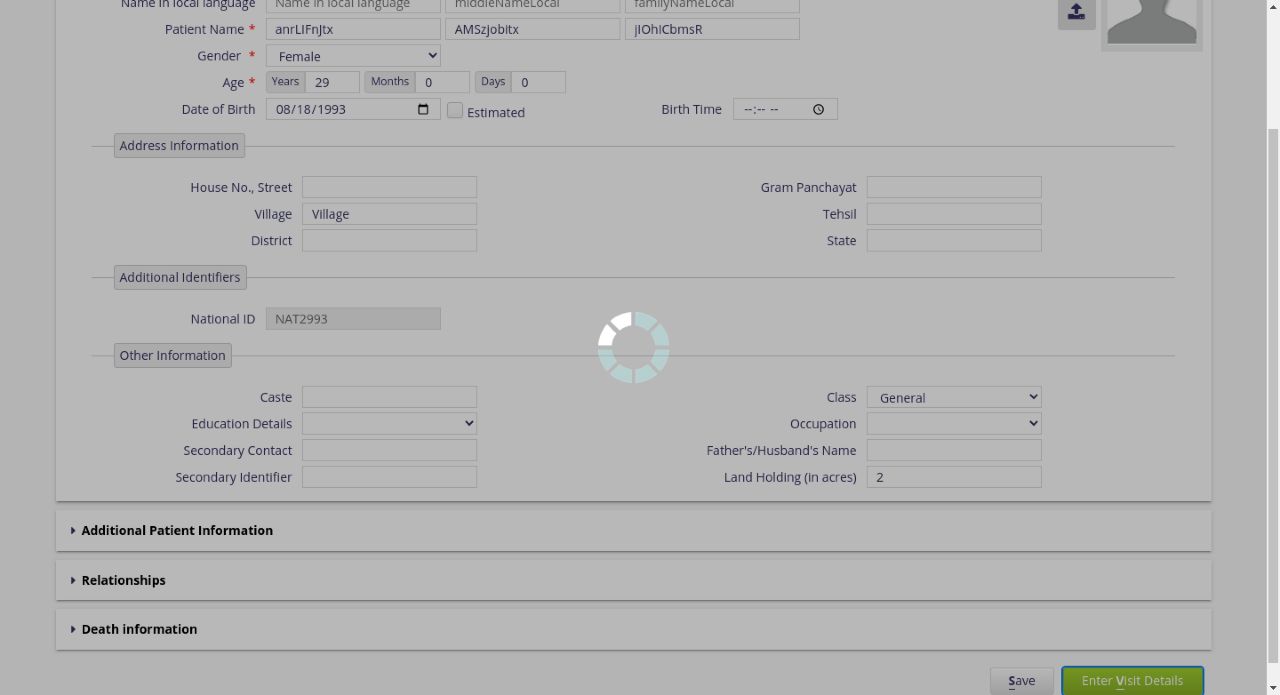 Name in local language Name in local language middleNameLocal familyNameLocal
Patient Name * anrLIFnJtx AMSzjobitx jIOhiCbmsR
Gender * Female
Age * Years 29 Months 0 Days 0
Date of Birth 08/18/1993 Estimated Birth Time --:-- --
Address Information
House No., Street Gram Panchayat
Village Village Tehsil
District State
Additional Identifiers
National ID NAT2993
Other Information
Caste Class General
Education Details Occupation
Secondary Contact Father's/Husband's Name
Secondary Identifier Land Holding (in acres) 2
Additional Patient Information
Relationships
Death information
Save Enter Visit Details